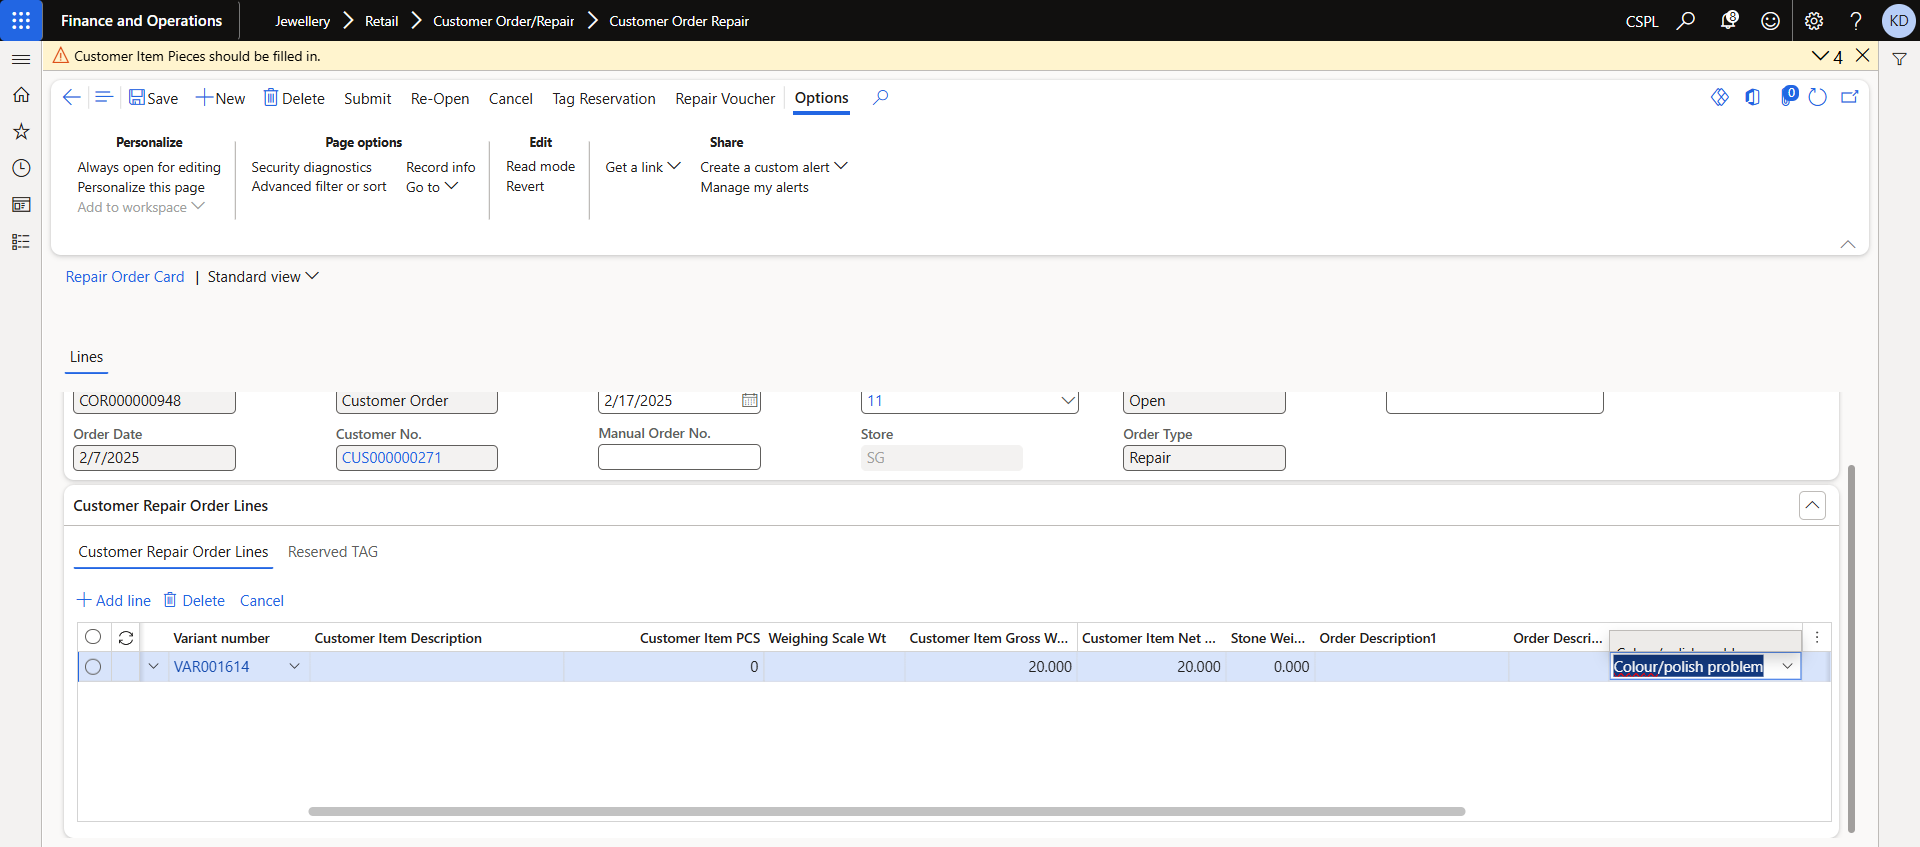 Finance and Operations
Jewellery Retail Customer Order/Repair Customer Order Repair
CSPL
8
KD
Customer Item Pieces should be filled in.
4
Save New Delete Submit Re-Open Cancel Tag Reservation Repair Voucher Options
0
Personalize
Always open for editing
Personalize this page
Add to workspace
Page options
Security diagnostics
Advanced filter or sort
Record info
Go to
Edit
Read mode
Revert
Share
Get a link
Create a custom alert
Manage my alerts
Repair Order Card | Standard view
Lines
COR000000948 Customer Order 2/17/2025 11 Open
Order Date Customer No. Manual Order No. Store Order Type
2/7/2025 CUS000000271 SG Repair
Customer Repair Order Lines
Customer Repair Order Lines Reserved TAG
Add line Delete Cancel
Variant number Customer Item Description Customer Item PCS Weighing Scale Wt Customer Item Gross W... Customer Item Net ... Stone Wei... Order Description1 Order Descri...
VAR001614 0 20.000 20.000 0.000 Colour/polish problem